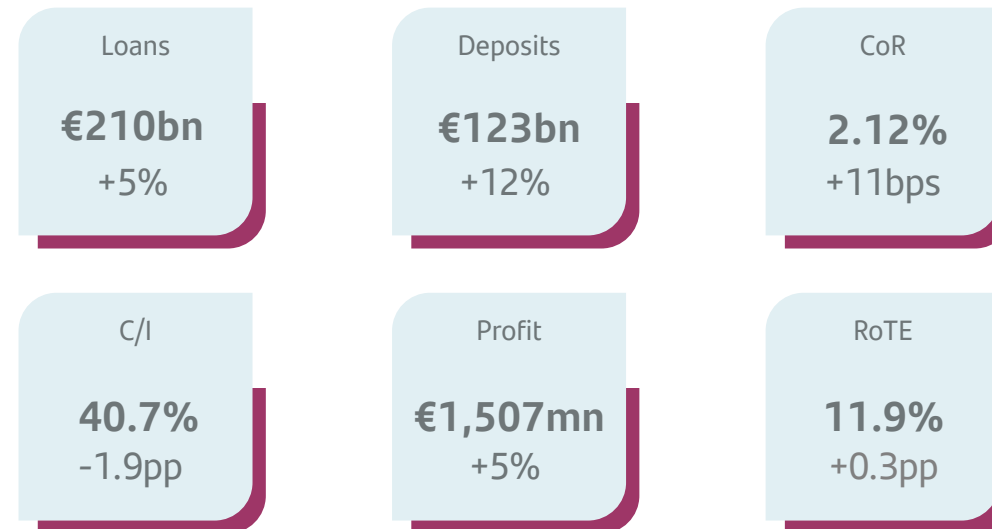 Loans
€210bn
+5%
Deposits
€123bn
+12%
CoR
2.12%
+11bps
C/I
40.7%
-1.9pp
Profit
€1,507mn
+5%
RoTE
11.9%
+0.3pp